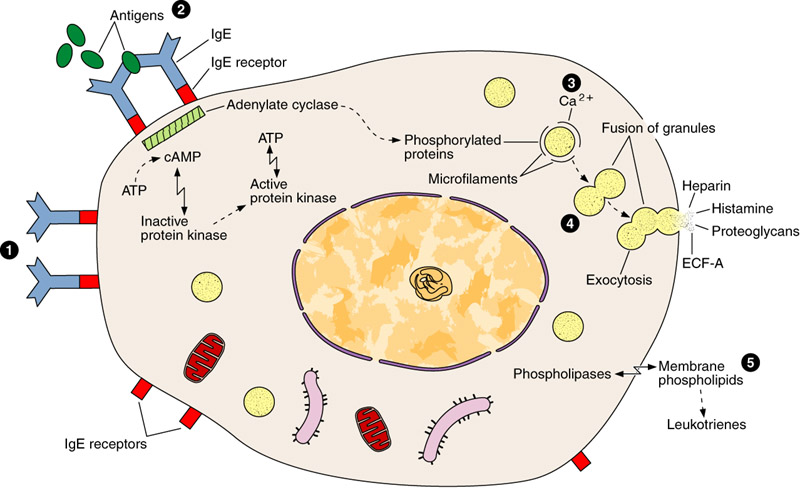 Antigens
2
IgE
IgE receptor
Adenylate cyclase
3
Ca2+
ATP
Phosphorylated
proteins
Fusion of granules
cAMP
Microfilaments
ATP
Active
protein kinase
Heparin
Histamine
Inactive
protein kinase
4
Proteoglycans
1
ECF-A
Exocytosis
5
Phospholipases
Membrane
phospholipids
Leukotrienes
IgE receptors